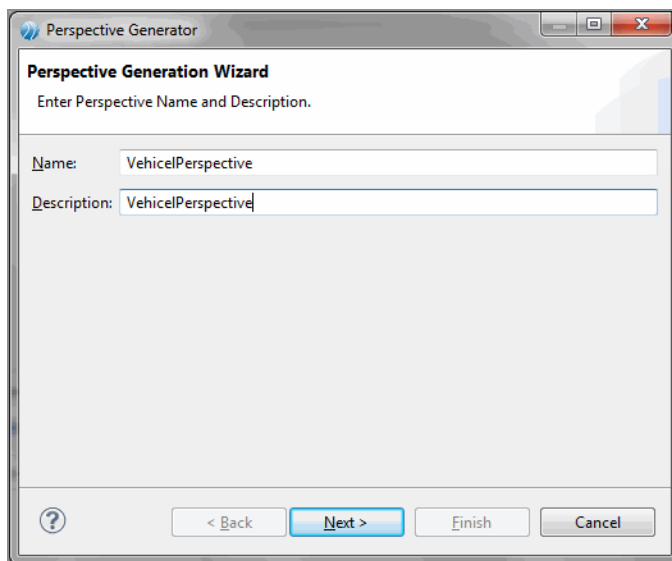 Perspective Generator
Perspective Generation Wizard
Enter Perspective Name and Description.
Name: VehicelPerspective
Description: VehicelPerspective
? < Back Next > Finish Cancel